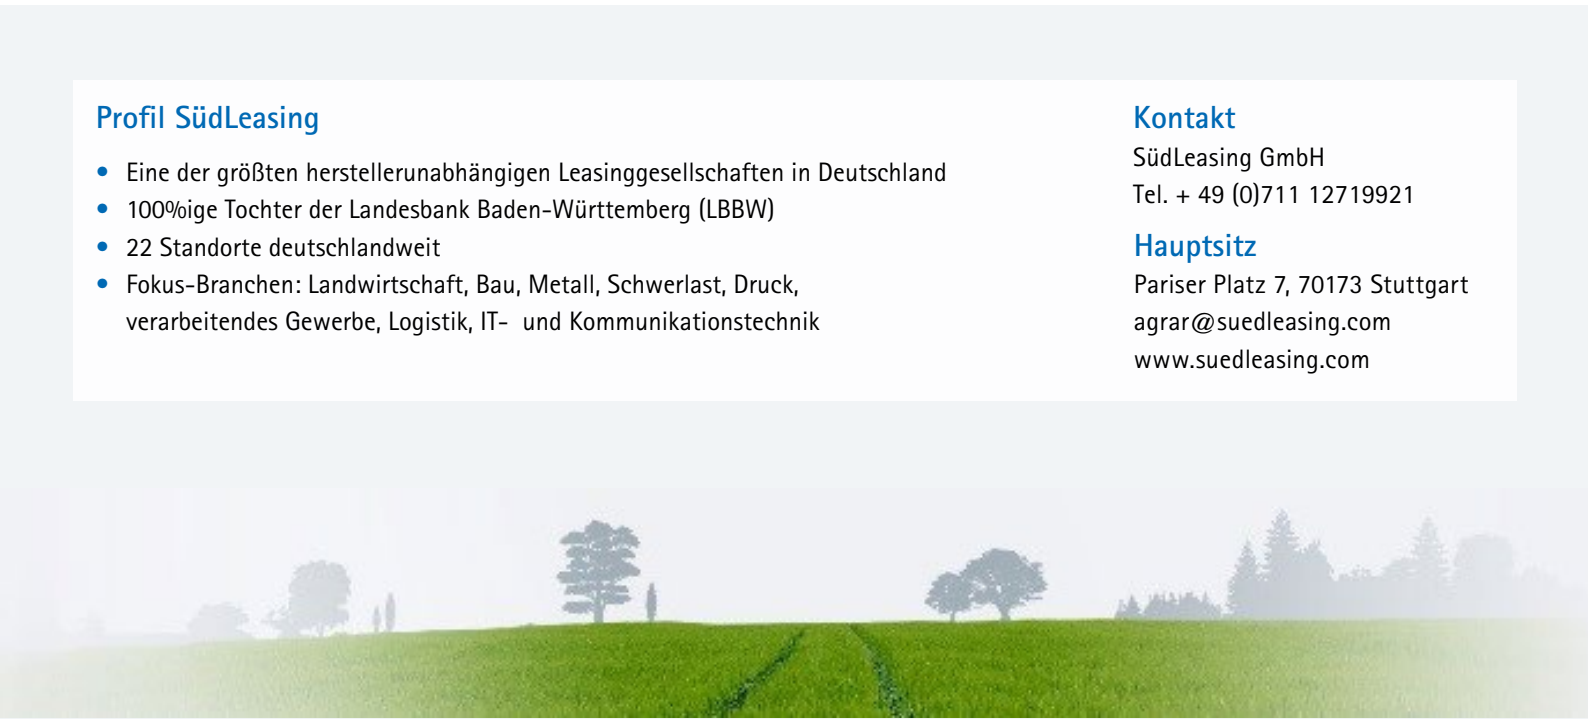 Profil SüdLeasing
• Eine der größten herstellerunabhängigen Leasinggesellschaften in Deutschland
• 100%ige Tochter der Landesbank Baden-Württemberg (LBBW)
• 22 Standorte deutschlandweit
• Fokus-Branchen: Landwirtschaft, Bau, Metall, Schwerlast, Druck,
verarbeitendes Gewerbe, Logistik, IT- und Kommunikationstechnik
Kontakt
SüdLeasing GmbH
Tel. + 49 (0)711 12719921
Hauptsitz
Pariser Platz 7, 70173 Stuttgart
agrar@suedleasing.com
www.suedleasing.com